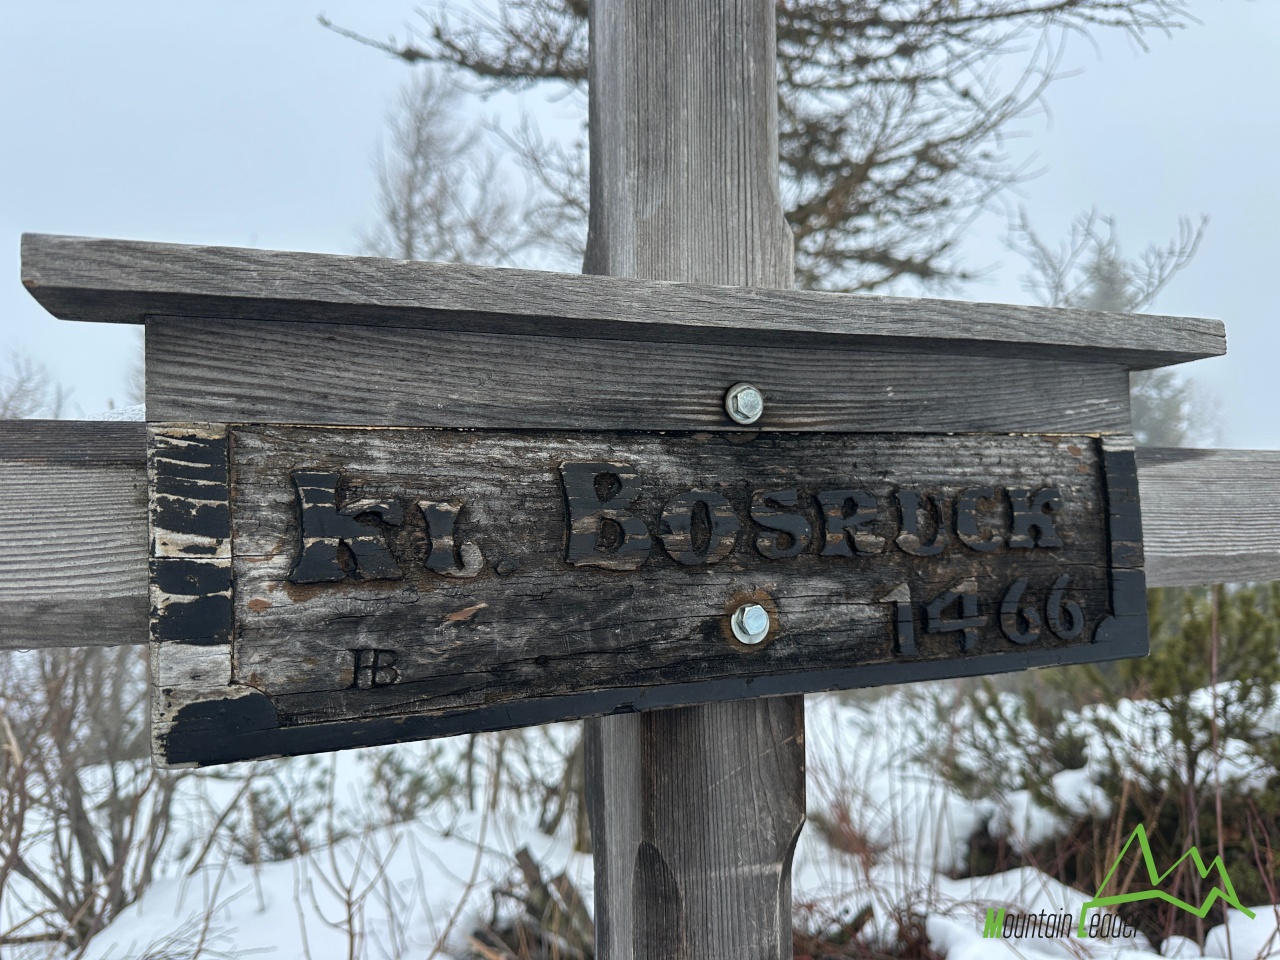 Kl. Bosruck
1466
HB
Mountain Leader